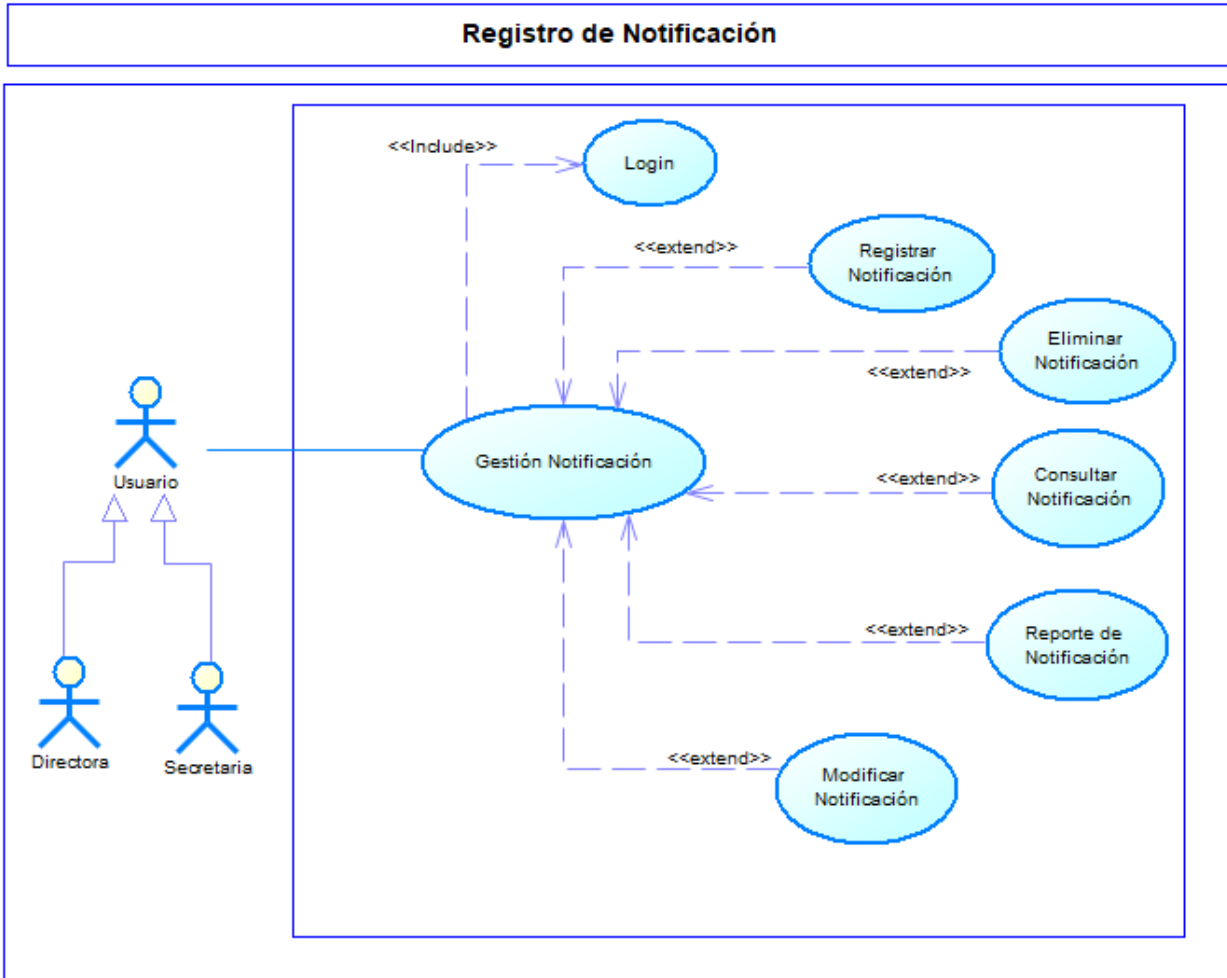 Registro de Notificación
<<Include>>
Login
<<extend>>
Registrar
Notificación
Eliminar
Notificación
<<extend>>
Usuario
Gestión Notificación
<<extend>>
Consultar
Notificación
<<extend>>
Reporte de
Notificación
Directora
Secretaria
<<extend>>
Modificar
Notificación